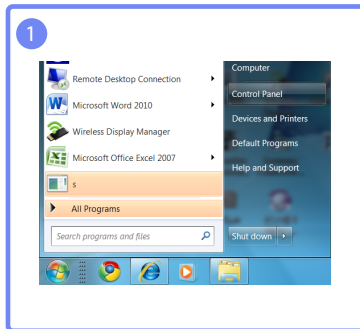 1
Remote Desktop Connection
Microsoft Word 2010
Wireless Display Manager
Microsoft Office Excel 2007
s
All Programs
Search programs and files
Computer
Control Panel
Devices and Printers
Default Programs
Help and Support
Shut down